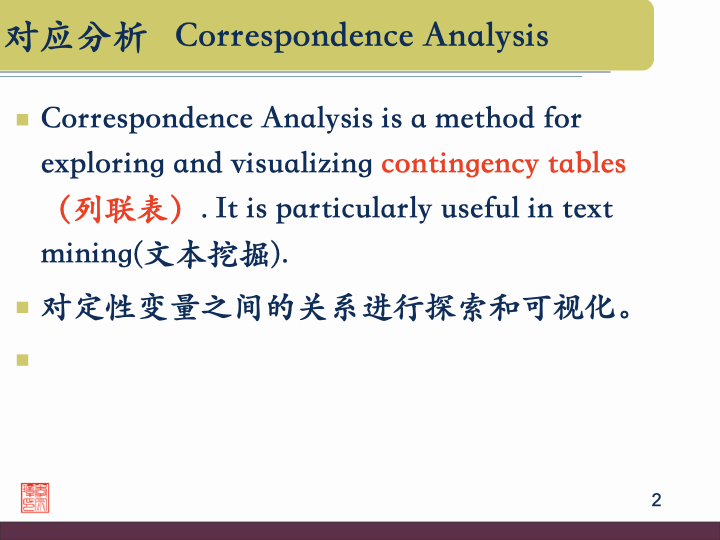 对应分析 Correspondence Analysis
Correspondence Analysis is a method for
exploring and visualizing contingency tables
（列联表）. It is particularly useful in text
mining(文本挖掘).
对定性变量之间的关系进行探索和可视化。
2